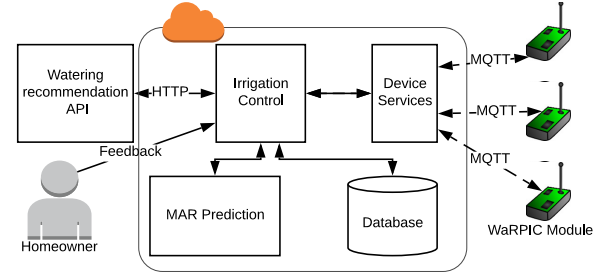 Watering
recommendation
API
HTTP
Irrigation
Control
Device
Services
MQTT
MQTT
MQTT
Feedback
Homeowner
MAR Prediction
Database
WaRPIC Module